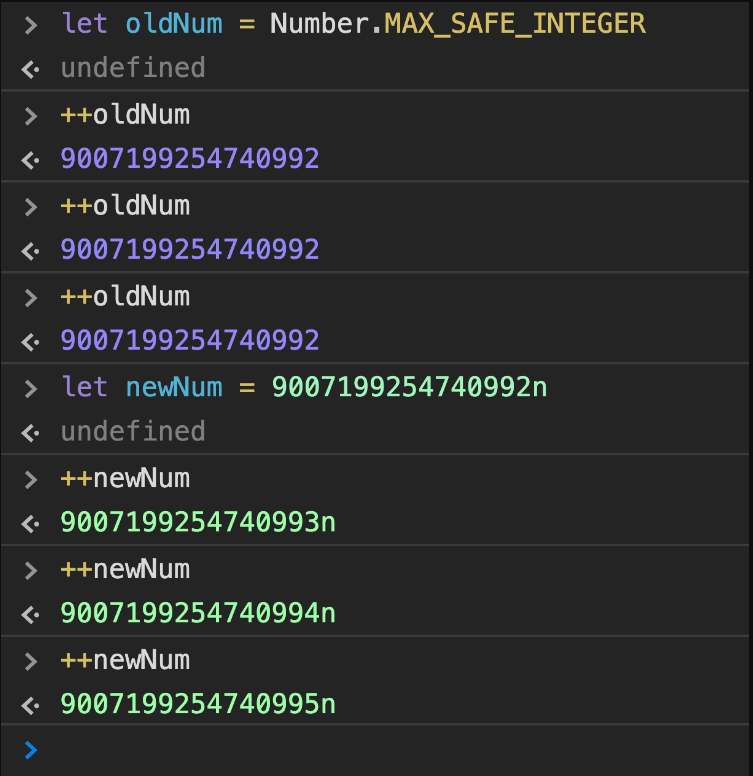 let oldNum = Number.MAX_SAFE_INTEGER
undefined
++oldNum
9007199254740992
++oldNum
9007199254740992
++oldNum
9007199254740992
let newNum = 9007199254740992n
undefined
++newNum
9007199254740993n
++newNum
9007199254740994n
++newNum
9007199254740995n